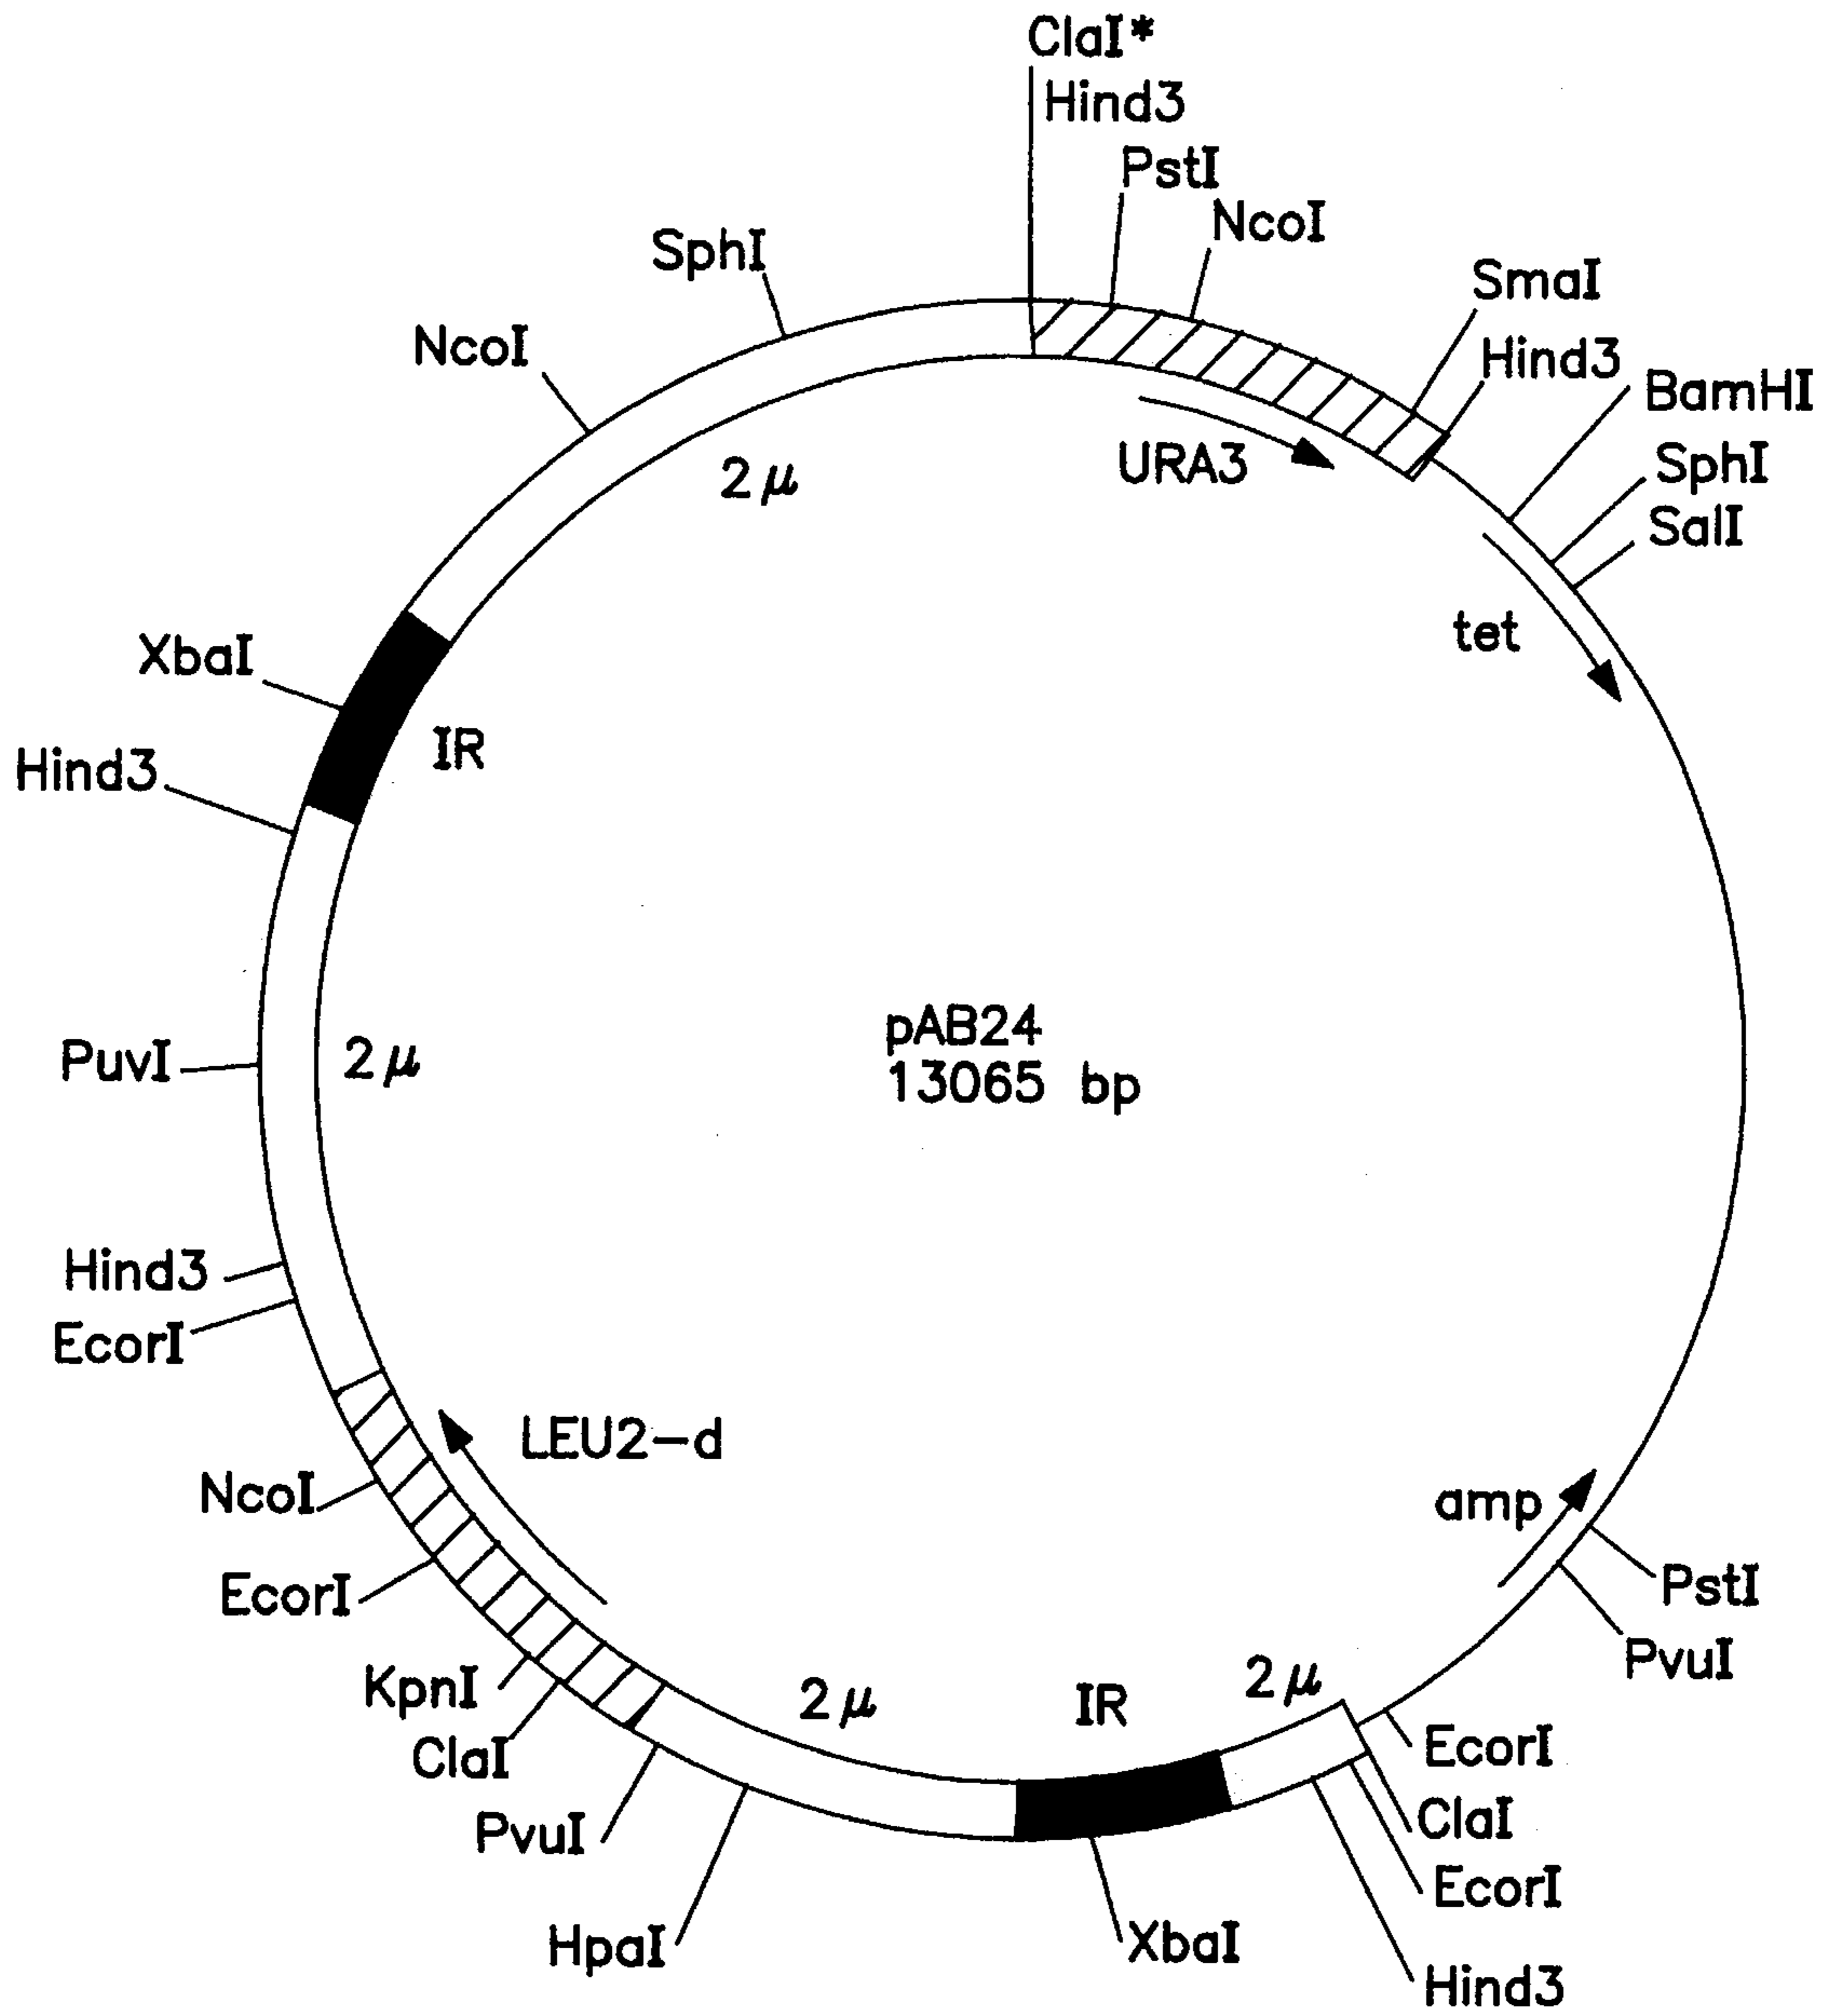 ClaI*
Hind3
PstI
NcoI
SphI
SmaI
NcoI
Hind3
BamHI
SphI
SalI
2μ
URA3
tet
XbaI
IR
Hind3
pAB24
13065 bp
PuvI
2μ
Hind3
EcorI
LEU2-d
NcoI
amp
EcorI
PstI
PvuI
KpnI
2μ
IR
2μ
ClaI
EcorI
PvuI
ClaI
EcorI
HpaI
XbaI
Hind3